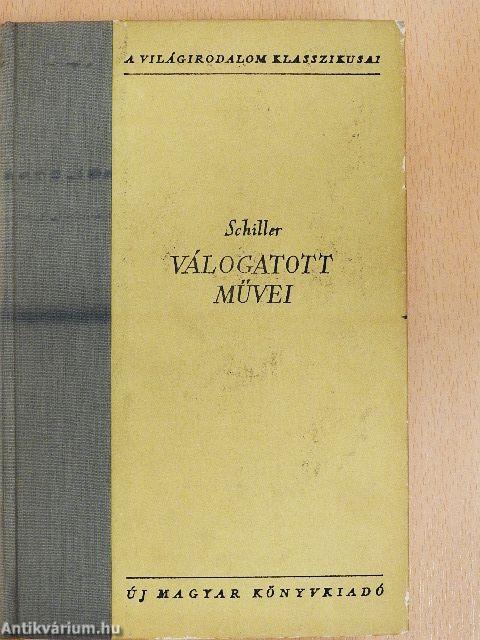 A VILÁGIRODALOM KLASSZIKUSAI
Schiller
VÁLOGATOTT
MŰVEI
ÚJ MAGYAR KÖNYVKIADÓ
Antikvárium.hu